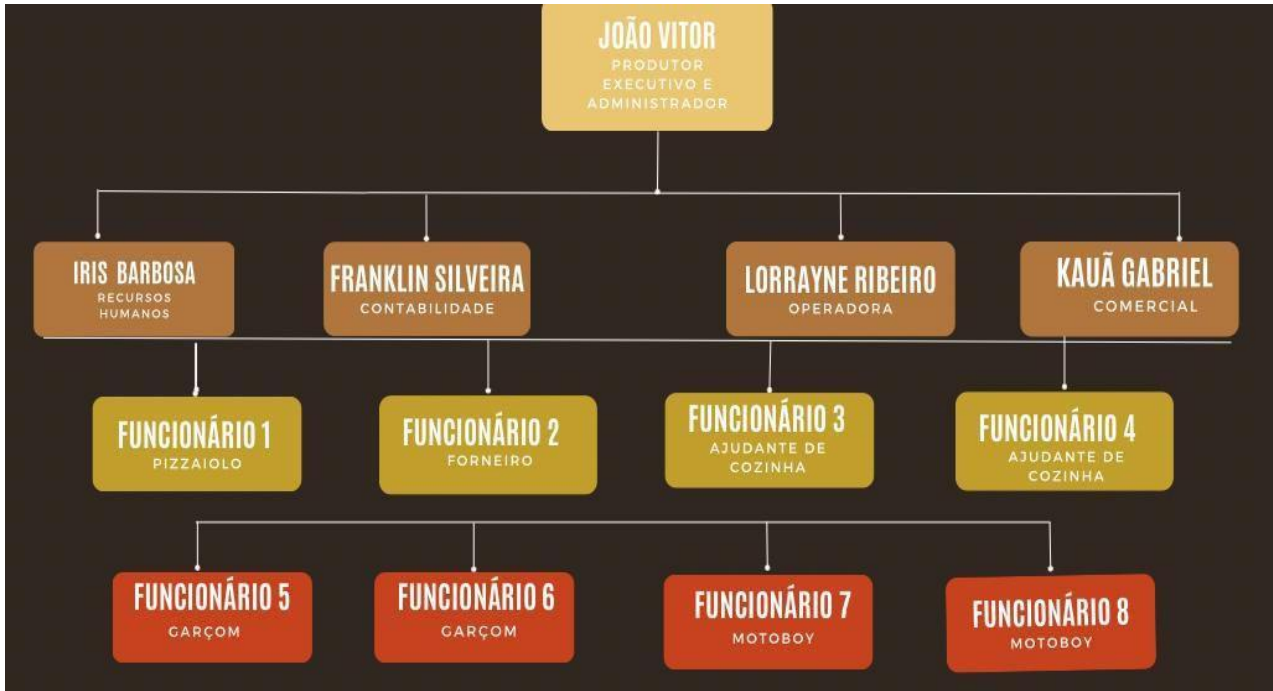 JOÃO VITOR
PRODUTOR
EXECUTIVO E
ADMINISTRADOR
IRIS BARBOSA
RECURSOS
HUMANOS
FRANKLIN SILVEIRA
CONTABILIDADE
LORRAYNE RIBEIRO
OPERADORA
KAUÃ GABRIEL
COMERCIAL
FUNCIONÁRIO 1
PIZZAIOLO
FUNCIONÁRIO 2
FORNEIRO
FUNCIONÁRIO 3
AJUDANTE DE
COZINHA
FUNCIONÁRIO 4
AJUDANTE DE
COZINHA
FUNCIONÁRIO 5
GARÇOM
FUNCIONÁRIO 6
GARÇOM
FUNCIONÁRIO 7
MOTOBOY
FUNCIONÁRIO 8
MOTOBOY